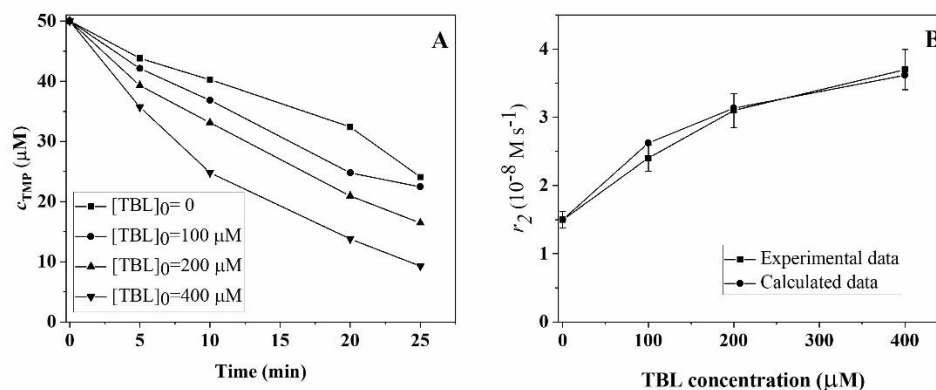 A
50
40
30
20
10
0
c_TMP (μM)
[TBL]0= 0
[TBL]0=100 μM
[TBL]0=200 μM
[TBL]0=400 μM
0 5 10 15 20 25
Time (min)
B
5
4
3
2
1
0
r2 (10-8 M s-1)
Experimental data
Calculated data
0 100 200 300 400
TBL concentration (μM)